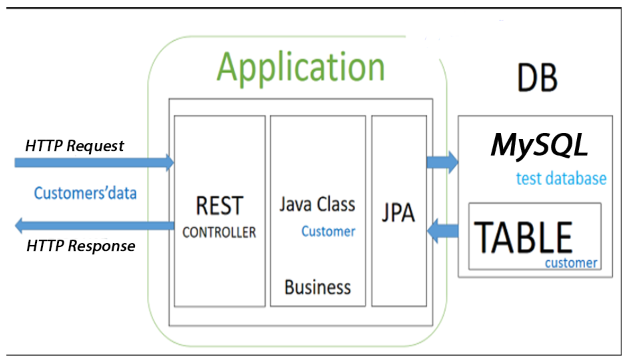 Application
DB
HTTP Request
Customers'data
HTTP Response
REST
CONTROLLER
Java Class
Customer
Business
JPA
MySQL
test database
TABLE
customer